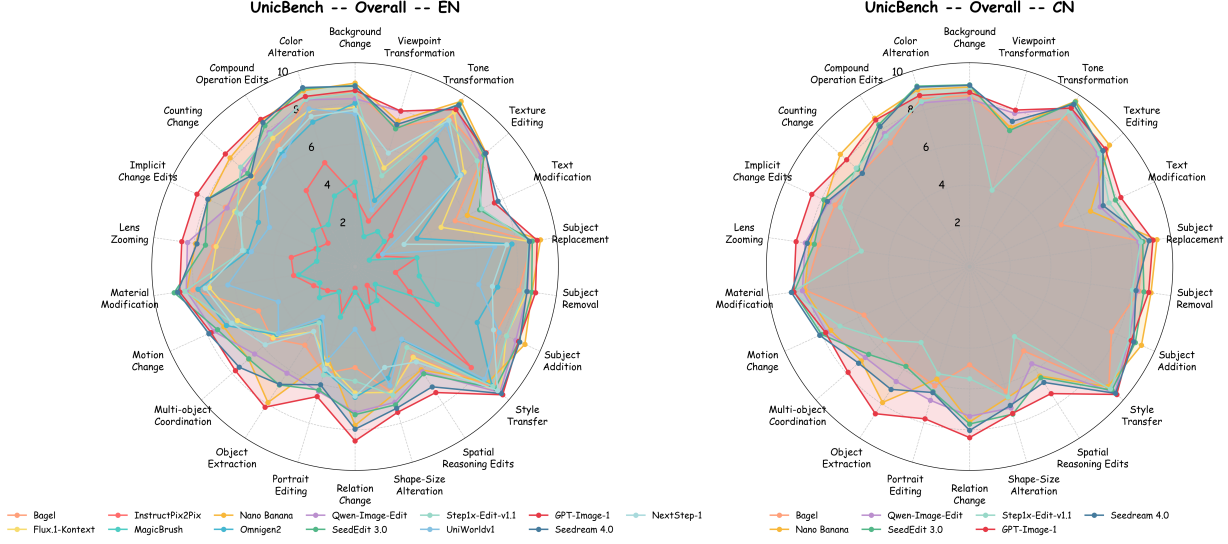 UnicBench -- Overall -- EN
Background
Change
Viewpoint
Transformation
Tone
Transformation
Texture
Editing
Text
Modification
Subject
Replacement
Subject
Removal
Subject
Addition
Style
Transfer
Spatial
Reasoning Edits
Shape-Size
Alteration
Relation
Change
Portrait
Editing
Object
Extraction
Multi-object
Coordination
Motion
Change
Material
Modification
Lens
Zooming
Implicit
Change Edits
Counting
Change
Compound
Operation Edits
Color
Alteration
10
6
4
2
UnicBench -- Overall -- CN
Background
Change
Viewpoint
Transformation
Tone
Transformation
Texture
Editing
Text
Modification
Subject
Replacement
Subject
Removal
Subject
Addition
Style
Transfer
Spatial
Reasoning Edits
Shape-Size
Alteration
Relation
Change
Portrait
Editing
Object
Extraction
Multi-object
Coordination
Motion
Change
Material
Modification
Lens
Zooming
Implicit
Change Edits
Counting
Change
Compound
Operation Edits
Color
Alteration
10
8
6
4
2
Bagel InstructPix2Pix Nano Banana Qwen-Image-Edit Step1x-Edit-v1.1 GPT-Image-1 NextStep-1
Flux.1-Kontext MagicBrush Omnigen2 SeedEdit 3.0 UniWorldv1 Seedream 4.0
Bagel Qwen-Image-Edit Step1x-Edit-v1.1 Seedream 4.0
Nano Banana SeedEdit 3.0 GPT-Image-1